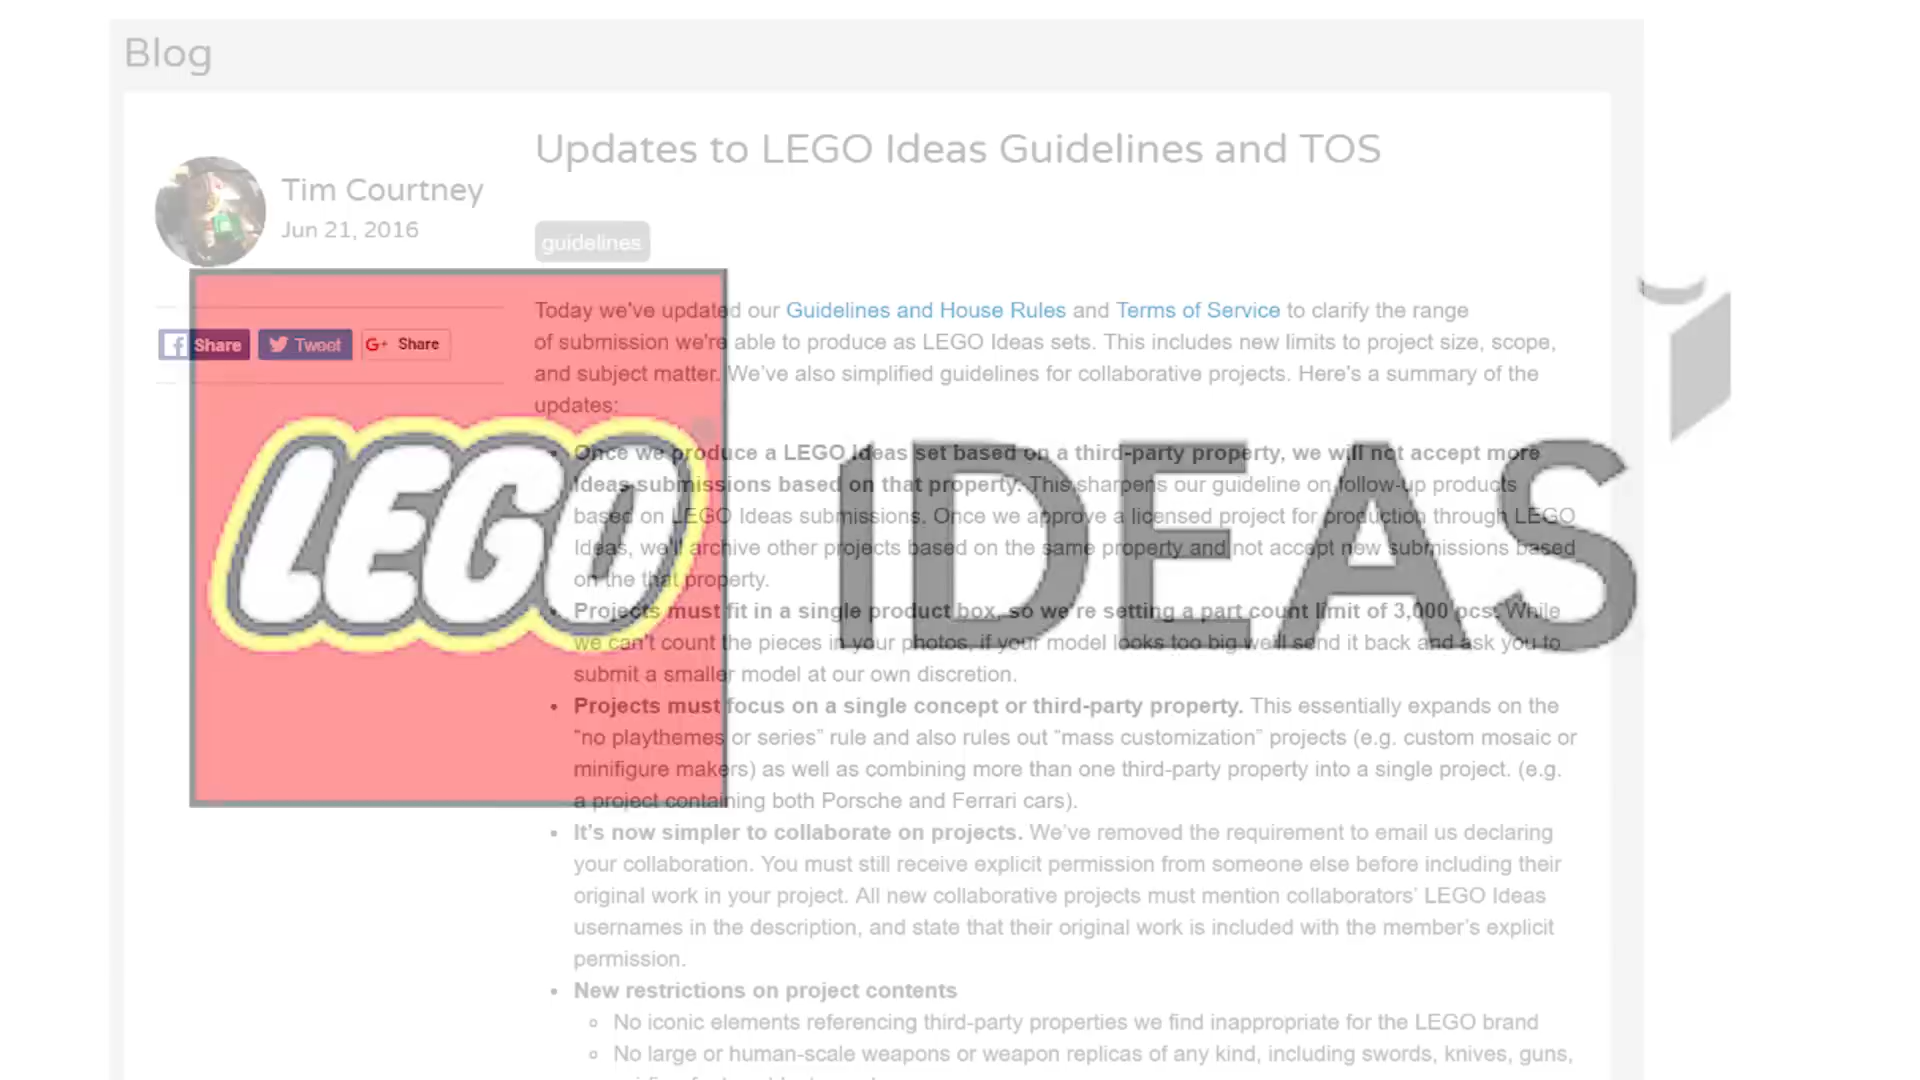 Blog
Updates to LEGO Ideas Guidelines and TOS
Tim Courtney
Jun 21, 2016
guidelines
Share
Tweet
G+ Share
Today we've updated our Guidelines and House Rules and Terms of Service to clarify the range
of submission we're able to produce as LEGO Ideas sets. This includes new limits to project size, scope,
and subject matter. We've also simplified guidelines for collaborative projects. Here's a summary of the
updates:
LEGO IDEAS
• Once we produce a LEGO Ideas set based on a third-party property, we will not accept more
Ideas submissions based on that property. This sharpens our guideline on follow-up products
based on LEGO Ideas submissions. Once we approve a licensed project for production through LEGO
Ideas, we'll archive other projects based on the same property and not accept new submissions based
on the that property.
• Projects must fit in a single product box, so we're setting a part count limit of 3,000 pcs. While
we can't count the pieces in your photos, if your model looks too big we'll send it back and ask you to
submit a smaller model at our own discretion.
• Projects must focus on a single concept or third-party property. This essentially expands on the
“no playthemes or series” rule and also rules out “mass customization” projects (e.g. custom mosaic or
minifigure makers) as well as combining more than one third-party property into a single project. (e.g.
a project containing both Porsche and Ferrari cars).
• It's now simpler to collaborate on projects. We've removed the requirement to email us declaring
your collaboration. You must still receive explicit permission from someone else before including their
original work in your project. All new collaborative projects must mention collaborators' LEGO Ideas
usernames in the description, and state that their original work is included with the member's explicit
permission.
• New restrictions on project contents
◦ No iconic elements referencing third-party properties we find inappropriate for the LEGO brand
◦ No large or human-scale weapons or weapon replicas of any kind, including swords, knives, guns,